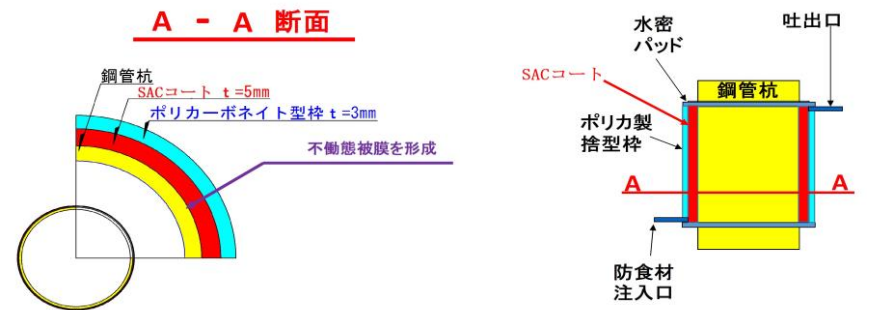 A - A 断面
鋼管杭
SACコート t=5mm
ポリカーボネイト型枠 t=3mm
不働態被膜を形成
水密
パッド
吐出口
SACコート
鋼管杭
ポリカ製
捨型枠
A
A
防食材
注入口